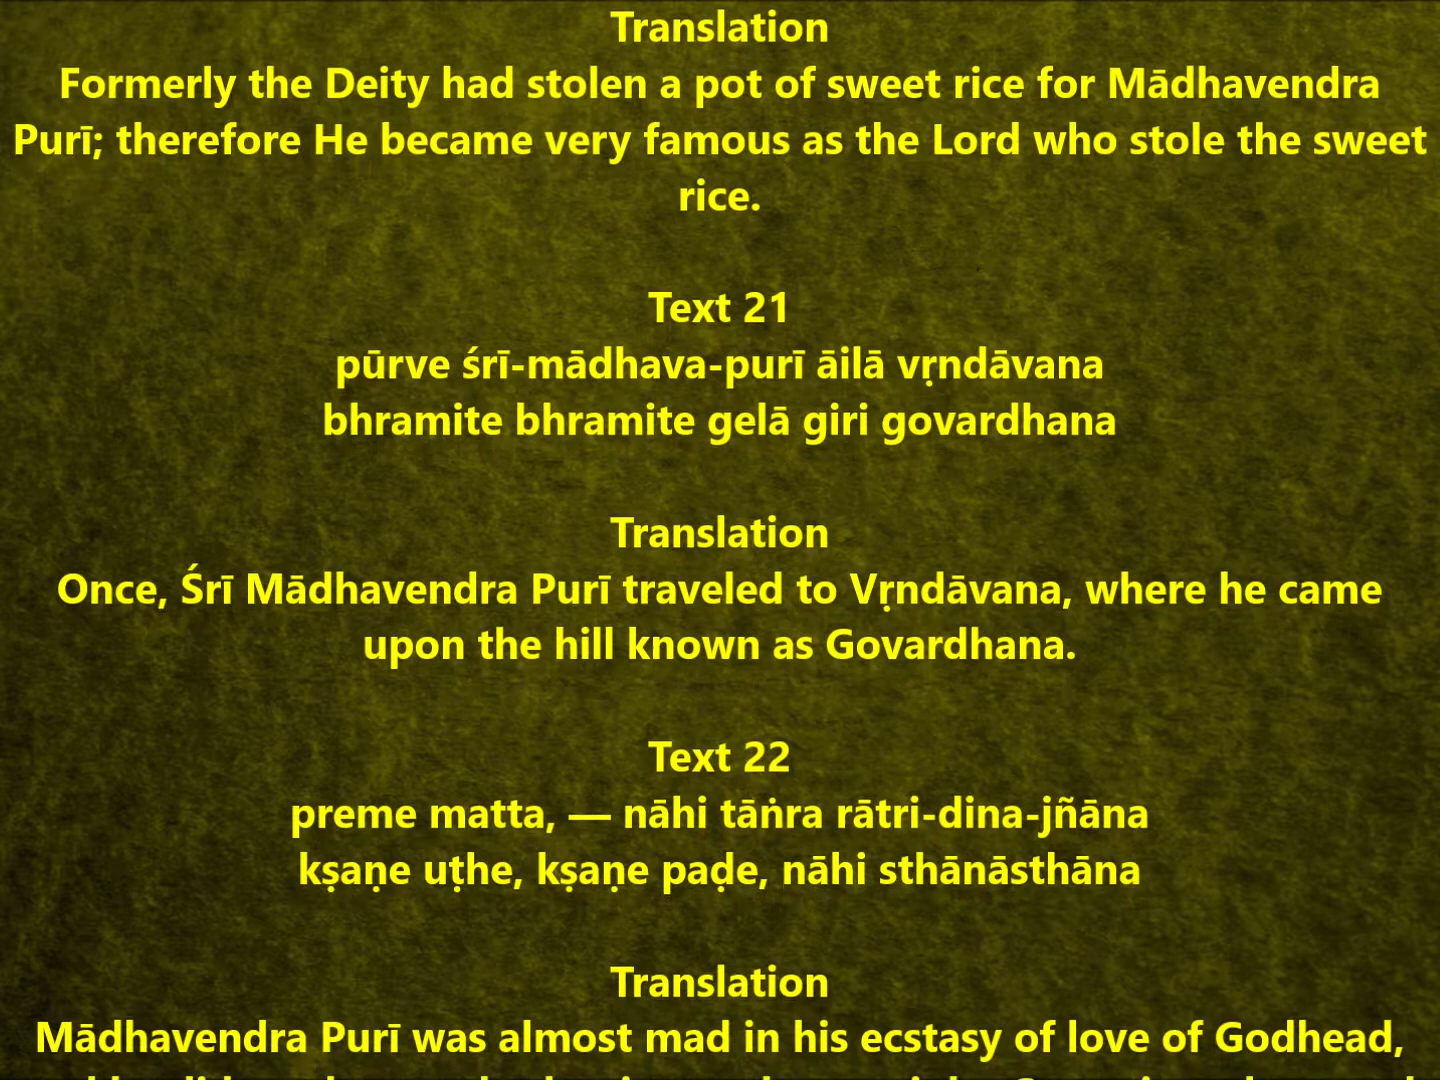 Translation
Formerly the Deity had stolen a pot of sweet rice for Mādhavendra
Purī; therefore He became very famous as the Lord who stole the sweet
rice.
Text 21
pūrve śrī-mādhava-purī āilā vṛndāvana
bhramite bhramite gelā giri govardhana
Translation
Once, Śrī Mādhavendra Purī traveled to Vṛndāvana, where he came
upon the hill known as Govardhana.
Text 22
preme matta, — nāhi tāṅra rātri-dina-jñāna
kṣaṇe uṭhe, kṣaṇe paḍe, nāhi sthānāsthāna
Translation
Mādhavendra Purī was almost mad in his ecstasy of love of Godhead,